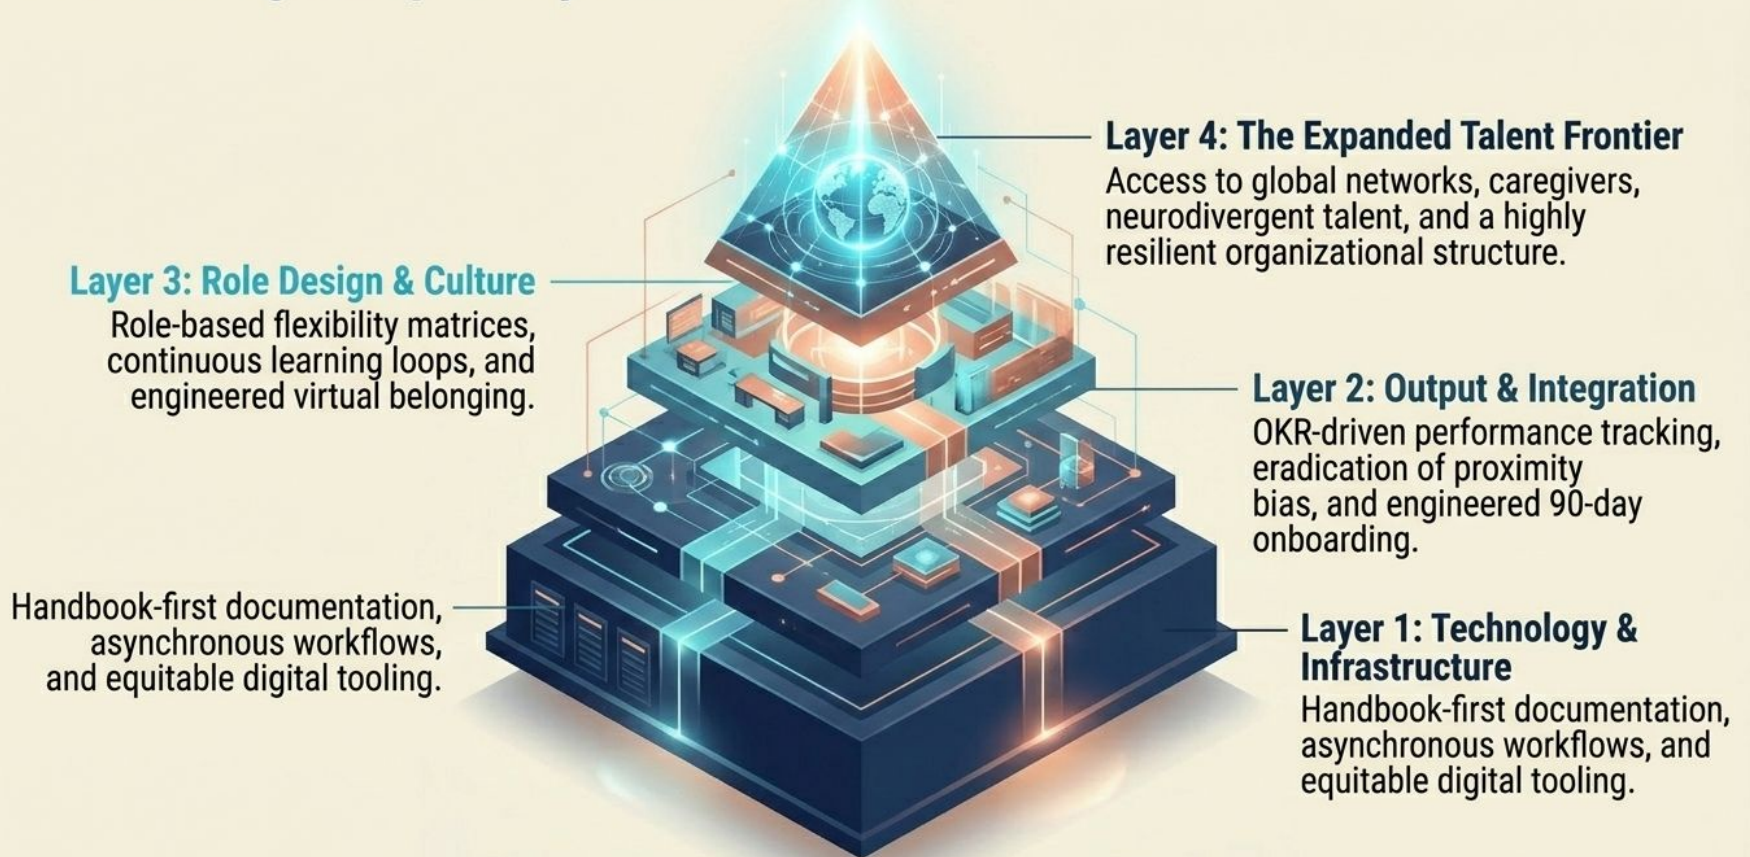 Layer 4: The Expanded Talent Frontier
Access to global networks, caregivers,
neurodivergent talent, and a highly
resilient organizational structure.
Layer 3: Role Design & Culture
Role-based flexibility matrices,
continuous learning loops, and
engineered virtual belonging.
Layer 2: Output & Integration
OKR-driven performance tracking,
eradication of proximity
bias, and engineered 90-day
onboarding.
Handbook-first documentation,
asynchronous workflows,
and equitable digital tooling.
Layer 1: Technology &
Infrastructure
Handbook-first documentation,
asynchronous workflows, and
equitable digital tooling.